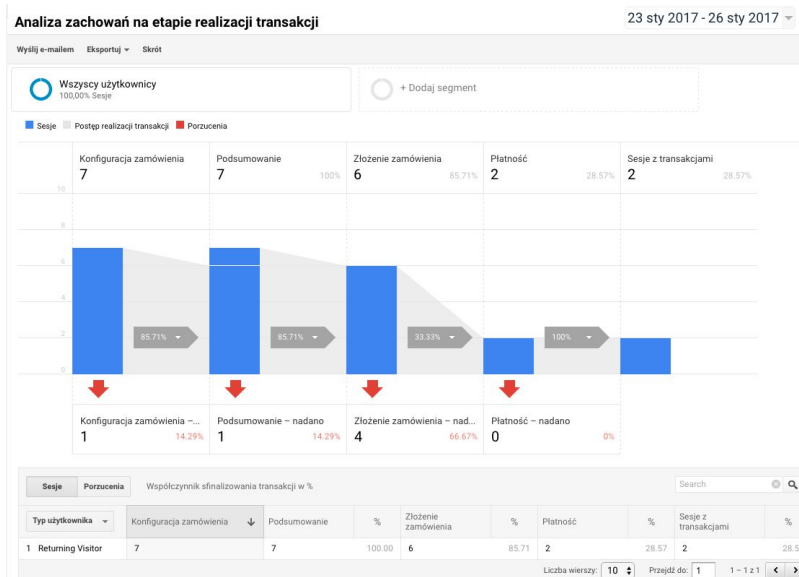 Analiza zachowań na etapie realizacji transakcji
23 sty 2017 - 26 sty 2017
Wyślij e-mailem Eksportuj Skrót
Wszyscy użytkownicy
100,00% Sesje
+ Dodaj segment
Sesje Postęp realizacji transakcji Porzucenia
Konfiguracja zamówienia Podsumowanie Złożenie zamówienia Płatność Sesje z transakcjami
7 7 100% 6 85.71% 2 28.57% 2 28.57%
10
8
6
4
2
0
85.71% 85.71% 33.33% 100%
Konfiguracja zamówienia –... Podsumowanie – nadano Złożenie zamówienia – nad... Płatność – nadano
1 14.29% 1 14.29% 4 66.67% 0 0%
Sesje Porzucenia Współczynnik sfinalizowania transakcji w % Search
Typ użytkownika Konfiguracja zamówienia Podsumowanie % Złożenie zamówienia % Płatność % Sesje z transakcjami %
1 Returning Visitor 7 7 100.00 6 85.71 2 28.57 2 28.5
Liczba wierszy: 10 Przejdź do: 1 1 – 1 z 1